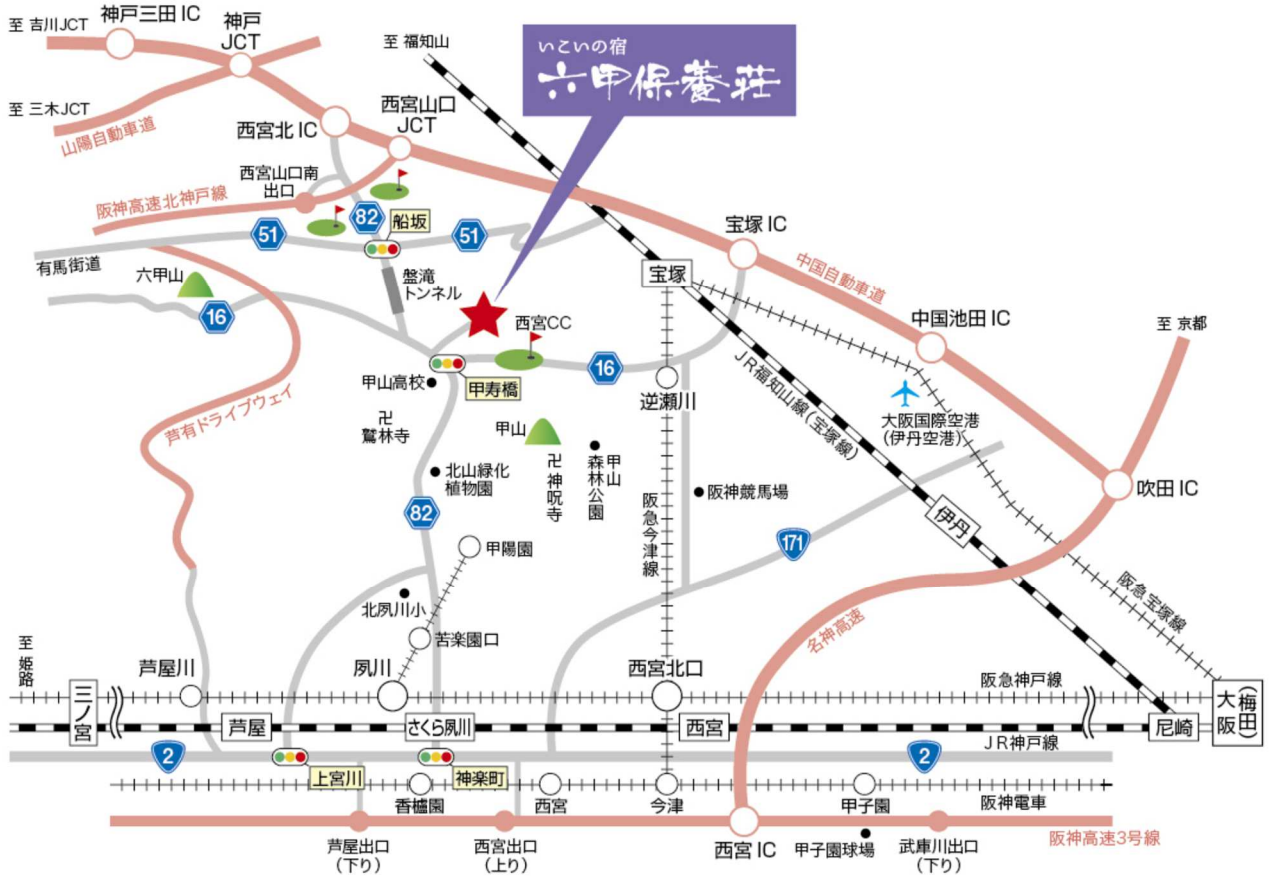 至 吉川JCT
神戸三田 IC
神戸
JCT
至 福知山
いこいの宿
六甲保養荘
至 三木JCT
山陽自動車道
西宮北 IC
西宮山口
JCT
西宮山口南
出口
阪神高速北神戸線
82
船坂
51
51
有馬街道
六甲山
16
盤滝
トンネル
西宮CC
宝塚 IC
宝塚
中国自動車道
中国池田 IC
至 京都
甲山高校
甲寿橋
16
逆瀬川
JR福知山線(宝塚線)
大阪国際空港
(伊丹空港)
芦有ドライブウェイ
卍
鷲林寺
甲山
卍神呪寺
甲山
森林公園
北山緑化
植物園
阪急今津線
阪神競馬場
吹田 IC
82
伊丹
171
甲陽園
北夙川小
苦楽園口
名神高速
阪急宝塚線
至 姫路
芦屋川
夙川
西宮北口
阪急神戸線
三ノ宮
芦屋
さくら夙川
西宮
尼崎
大阪
(梅田)
JR神戸線
2
2
上宮川
神楽町
香櫨園
西宮
今津
甲子園
阪神電車
芦屋出口
(下り)
西宮出口
(上り)
西宮 IC
甲子園球場
武庫川出口
(下り)
阪神高速3号線